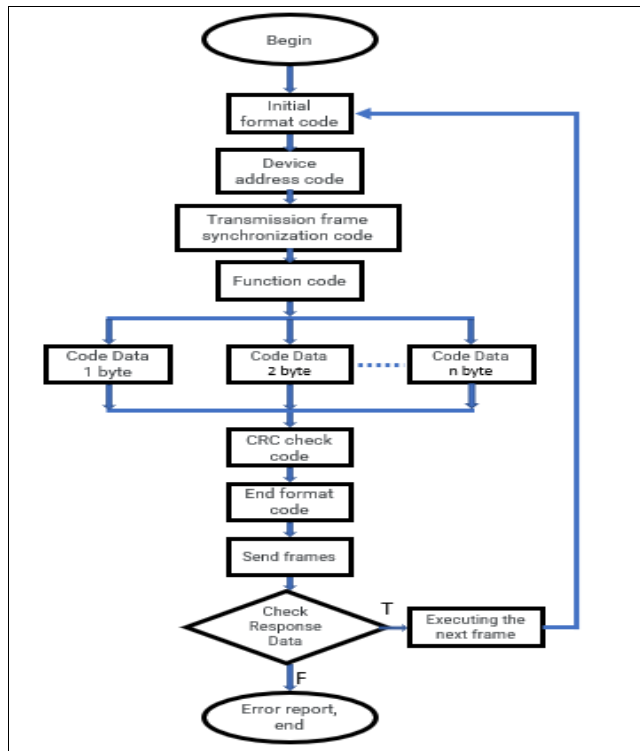 Begin
Initial
format code
Device
address code
Transmission frame
synchronization code
Function code
Code Data
1 byte
Code Data
2 byte
Code Data
n byte
CRC check
code
End format
code
Send frames
Check
Response
Data
T
Executing the
next frame
F
Error report,
end